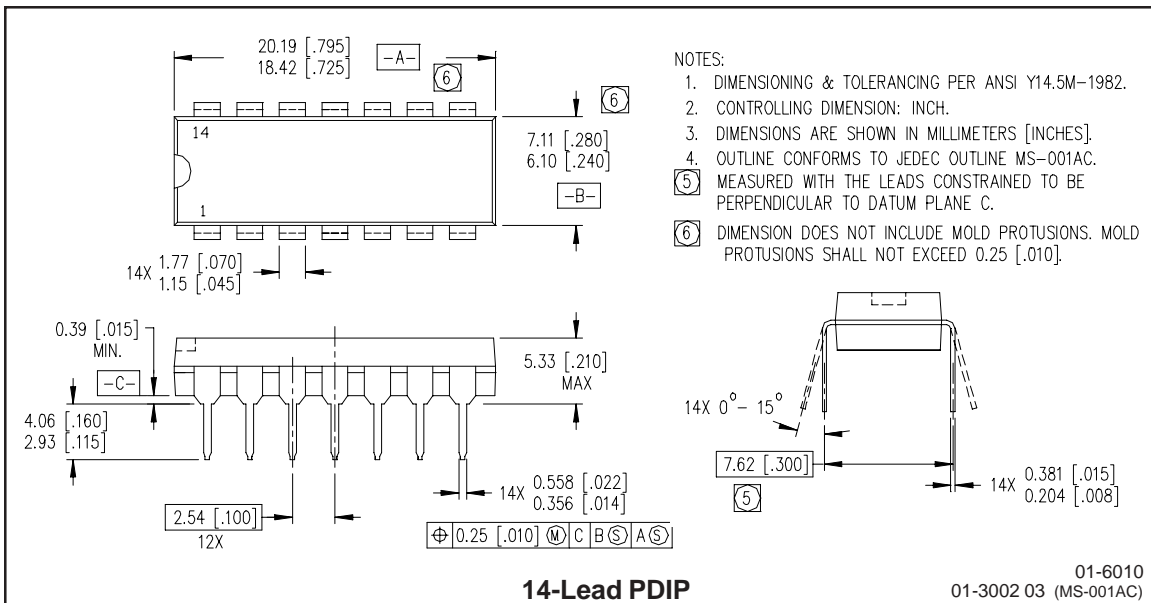 20.19 [.795]
18.42 [.725]
-A-
6
6
14
1
7.11 [.280]
6.10 [.240]
-B-
14X 1.77 [.070]
1.15 [.045]
NOTES:
1. DIMENSIONING & TOLERANCING PER ANSI Y14.5M-1982.
2. CONTROLLING DIMENSION: INCH.
3. DIMENSIONS ARE SHOWN IN MILLIMETERS [INCHES].
4. OUTLINE CONFORMS TO JEDEC OUTLINE MS-001AC.
5 MEASURED WITH THE LEADS CONSTRAINED TO BE
PERPENDICULAR TO DATUM PLANE C.
6 DIMENSION DOES NOT INCLUDE MOLD PROTUSIONS. MOLD
PROTUSIONS SHALL NOT EXCEED 0.25 [.010].
0.39 [.015]
MIN.
-C-
4.06 [.160]
2.93 [.115]
5.33 [.210]
MAX
2.54 [.100]
12X
14X 0.558 [.022]
0.356 [.014]
⌖ 0.25 [.010] Ⓜ C B Ⓢ A Ⓢ
14X 0°- 15°
7.62 [.300]
5
14X 0.381 [.015]
0.204 [.008]
14-Lead PDIP
01-6010
01-3002 03 (MS-001AC)